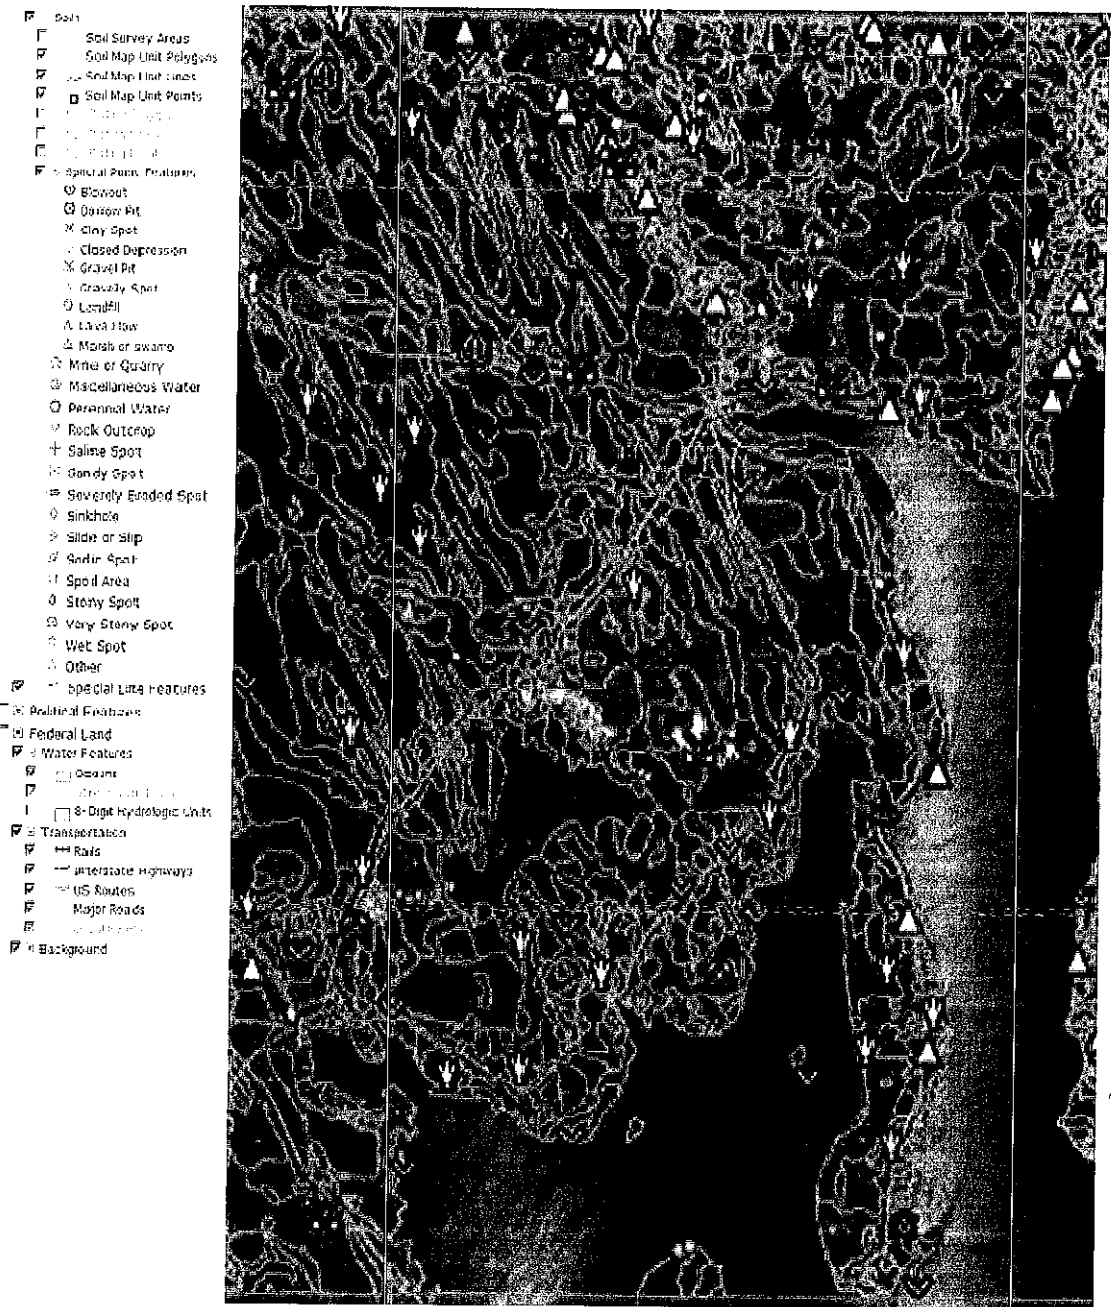 Soils
Soil Survey Areas
Soil Map Unit Polygons
Soil Map Unit Lines
Soil Map Unit Points
Special Point Features
Blowout
Borrow Pit
Clay Spot
Closed Depression
Gravel Pit
Gravelly Spot
Landfill
Lava Flow
Marsh or swamp
Mine or Quarry
Miscellaneous Water
Perennial Water
Rock Outcrop
Saline Spot
Sandy Spot
Severely Eroded Spot
Sinkhole
Slide or Slip
Sodic Spot
Spoil Area
Stony Spot
Very Stony Spot
Wet Spot
Other
Special Line Features
Political Features
Federal Land
Water Features
Oceans
8-Digit Hydrologic Units
Transportation
Rails
Interstate Highways
US Routes
Major Roads
Background